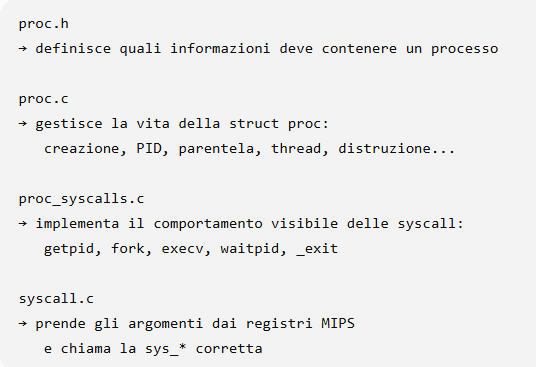 proc.h
→ definisce quali informazioni deve contenere un processo
proc.c
→ gestisce la vita della struct proc:
creazione, PID, parentela, thread, distruzione...
proc_syscalls.c
→ implementa il comportamento visibile delle syscall:
getpid, fork, execv, waitpid, _exit
syscall.c
→ prende gli argomenti dai registri MIPS
e chiama la sys_* corretta